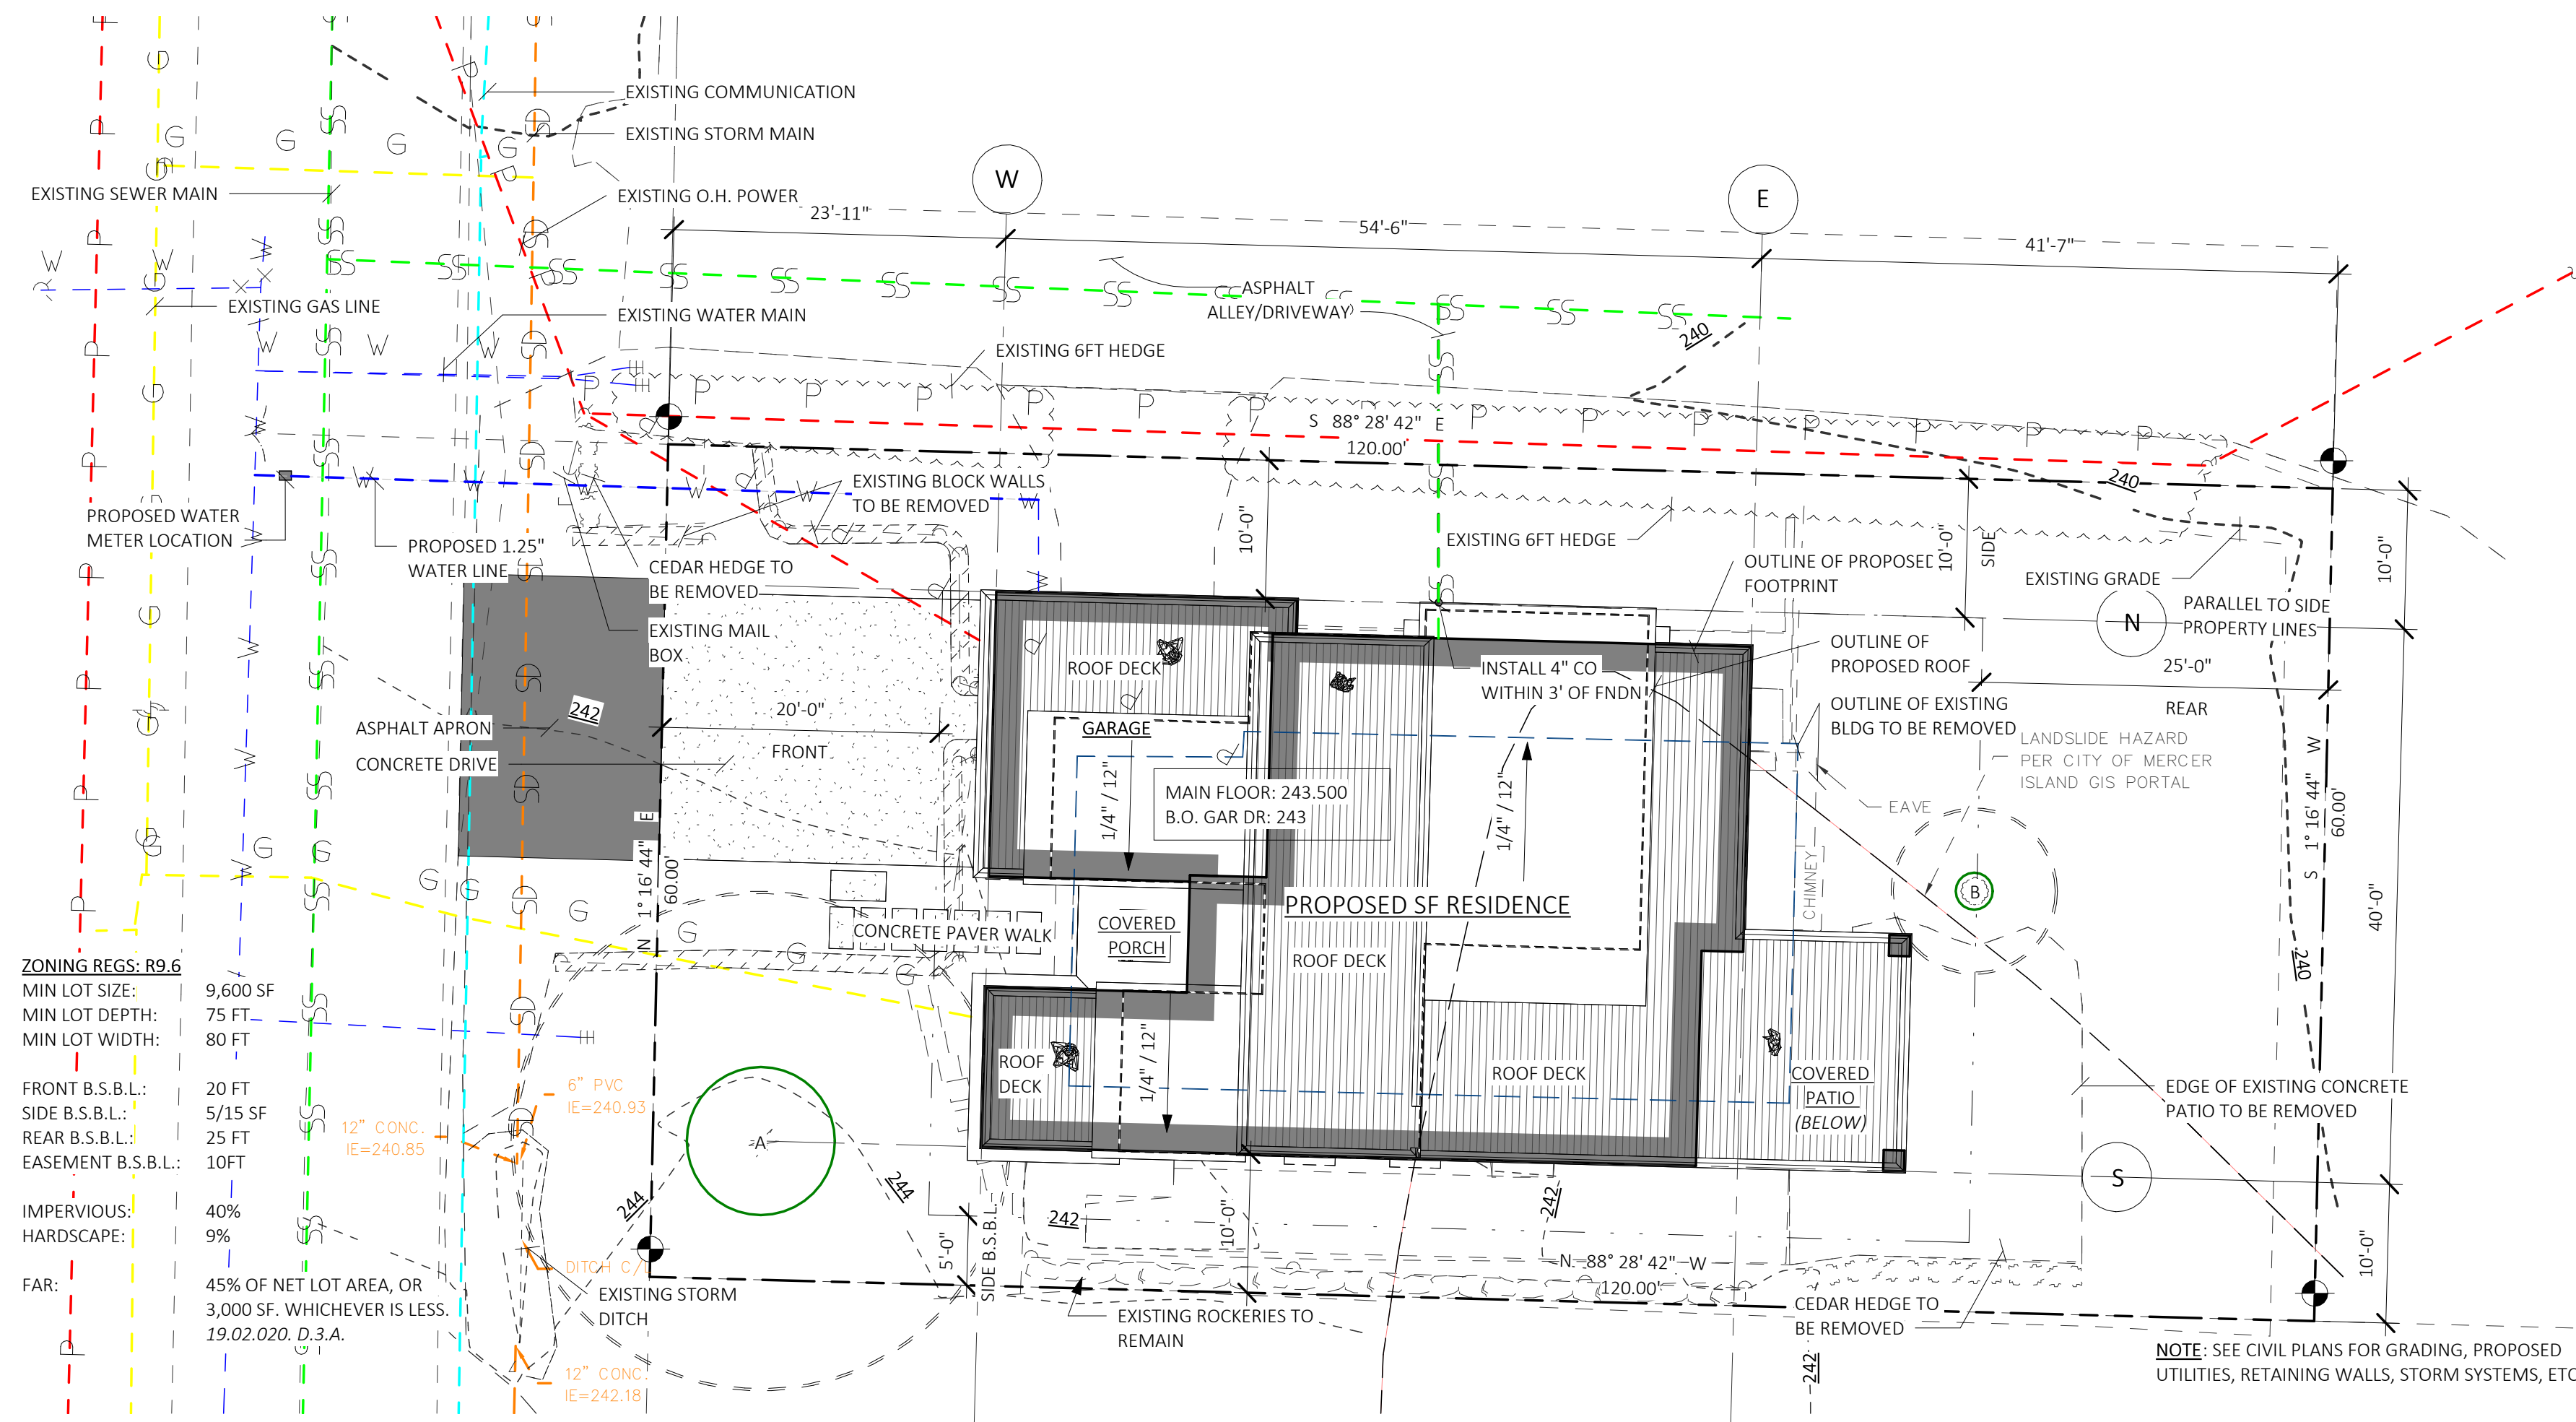 EXISTING COMMUNICATION
EXISTING STORM MAIN
EXISTING SEWER MAIN
EXISTING O.H. POWER
W
E
23'-11"
54'-6"
41'-7"
EXISTING GAS LINE
EXISTING WATER MAIN
ASPHALT
ALLEY/DRIVEWAY
EXISTING 6FT HEDGE
240
S 88° 28' 42" E
120.00'
EXISTING BLOCK WALLS
TO BE REMOVED
240
PROPOSED WATER
METER LOCATION
PROPOSED 1.25"
WATER LINE
CEDAR HEDGE TO
BE REMOVED
10'-0"
EXISTING 6FT HEDGE
OUTLINE OF PROPOSED
FOOTPRINT
10'-0"
SIDE
EXISTING GRADE
10'-0"
PARALLEL TO SIDE
PROPERTY LINES
N
EXISTING MAIL
BOX
ROOF DECK
INSTALL 4" CO
WITHIN 3' OF FNDN
OUTLINE OF
PROPOSED ROOF
25'-0"
REAR
OUTLINE OF EXISTING
BLDG TO BE REMOVED
242
20'-0"
FRONT
ASPHALT APRON
CONCRETE DRIVE
GARAGE
1/4" / 12"
MAIN FLOOR: 243.500
B.O. GAR DR: 243
1/4" / 12"
LANDSLIDE HAZARD
PER CITY OF MERCER
ISLAND GIS PORTAL
EAVE
S 1° 16' 44" W
60.00'
N 1° 16' 44" E
60.00'
CHIMNEY
B
40'-0"
PROPOSED SF RESIDENCE
CONCRETE PAVER WALK
COVERED
PORCH
ROOF DECK
240
ZONING REGS: R9.6
MIN LOT SIZE: 9,600 SF
MIN LOT DEPTH: 75 FT
MIN LOT WIDTH: 80 FT
FRONT B.S.B.L.: 20 FT
SIDE B.S.B.L.: 5/15 SF
REAR B.S.B.L.: 25 FT
EASEMENT B.S.B.L.: 10FT
IMPERVIOUS: 40%
HARDSCAPE: 9%
FAR: 45% OF NET LOT AREA, OR
3,000 SF. WHICHEVER IS LESS.
19.02.020. D.3.A.
6" PVC
IE=240.93
12" CONC.
IE=240.85
A
ROOF
DECK
1/4" / 12"
ROOF DECK
COVERED
PATIO
(BELOW)
EDGE OF EXISTING CONCRETE
PATIO TO BE REMOVED
S
244
244
242
242
5'-0"
SIDE B.S.B.L.
10'-0"
10'-0"
N 88° 28' 42" W
120.00'
DITCH C/L
EXISTING STORM
DITCH
EXISTING ROCKERIES TO
REMAIN
CEDAR HEDGE TO
BE REMOVED
242
12" CONC.
IE=242.18
NOTE: SEE CIVIL PLANS FOR GRADING, PROPOSED
UTILITIES, RETAINING WALLS, STORM SYSTEMS, ETC